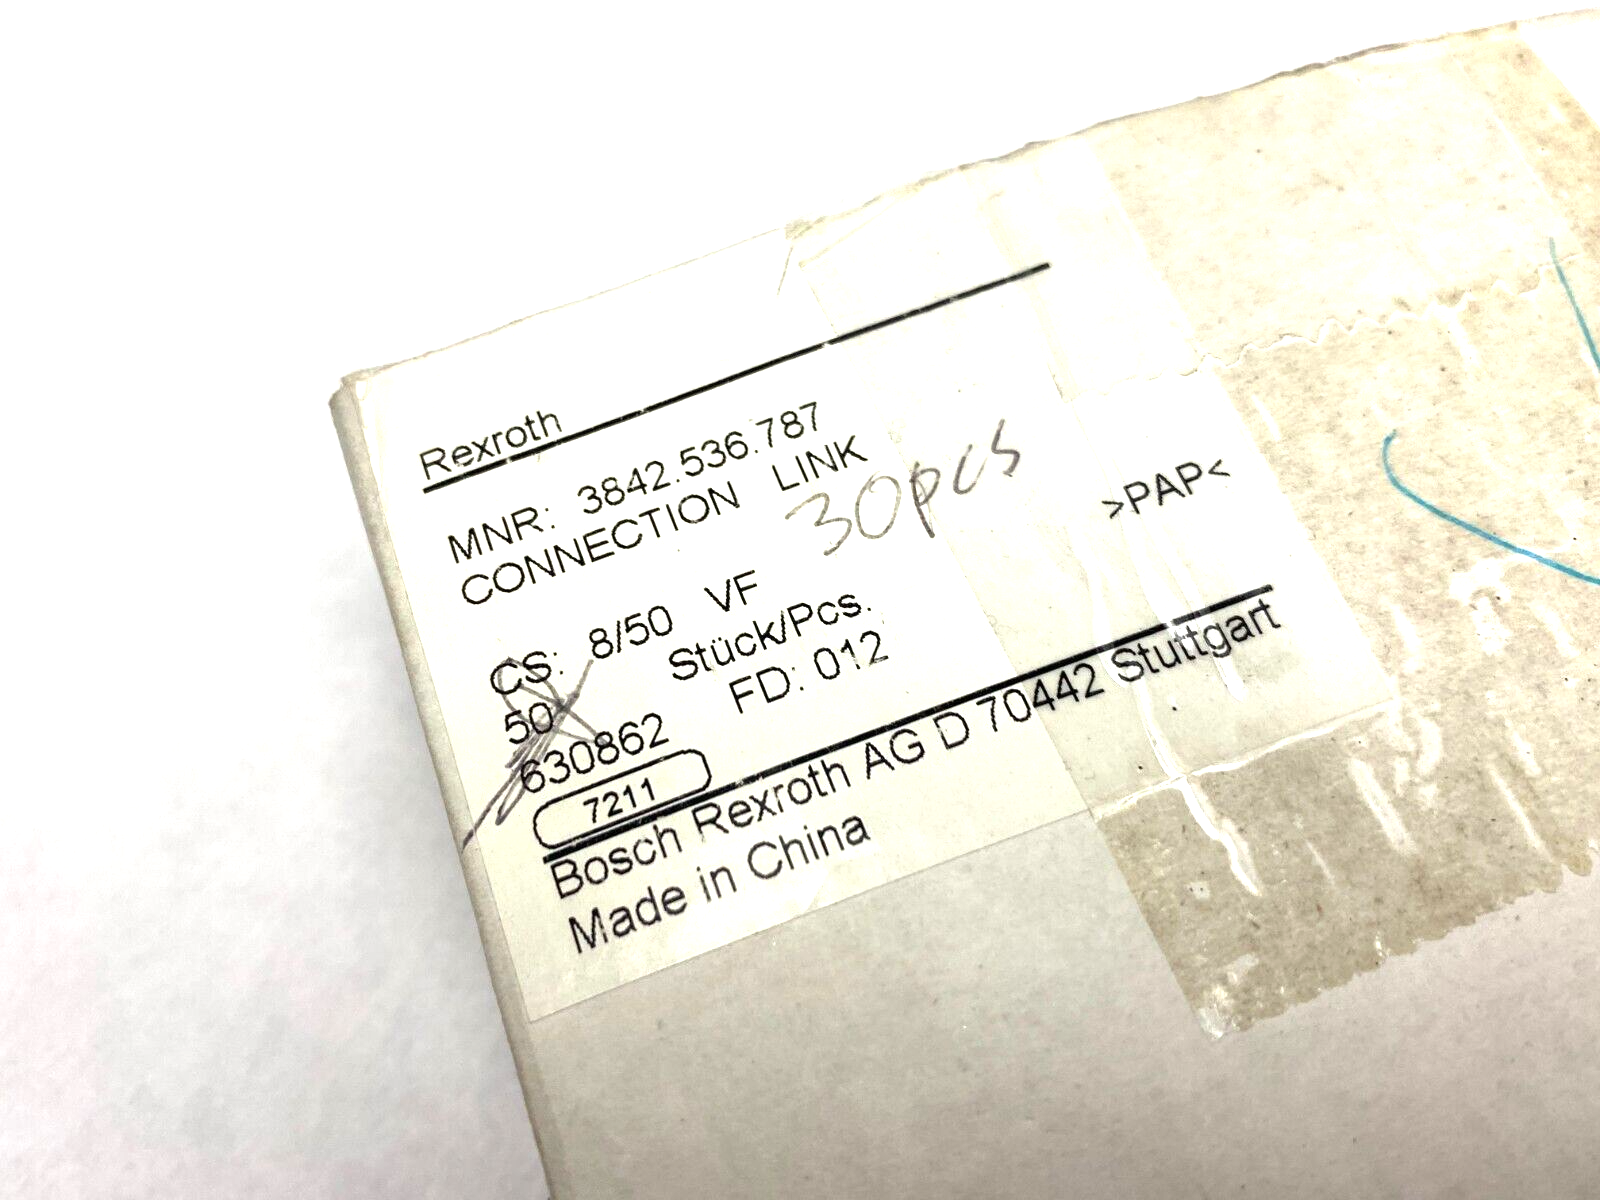 Rexroth
MNR: 3842.536.787
CONNECTION LINK
30pcs
>PAP<
CS: 8/50 VF
50 Stück/Pcs.
630862 FD: 012
7211
Bosch Rexroth AG D 70442 Stuttgart
Made in China